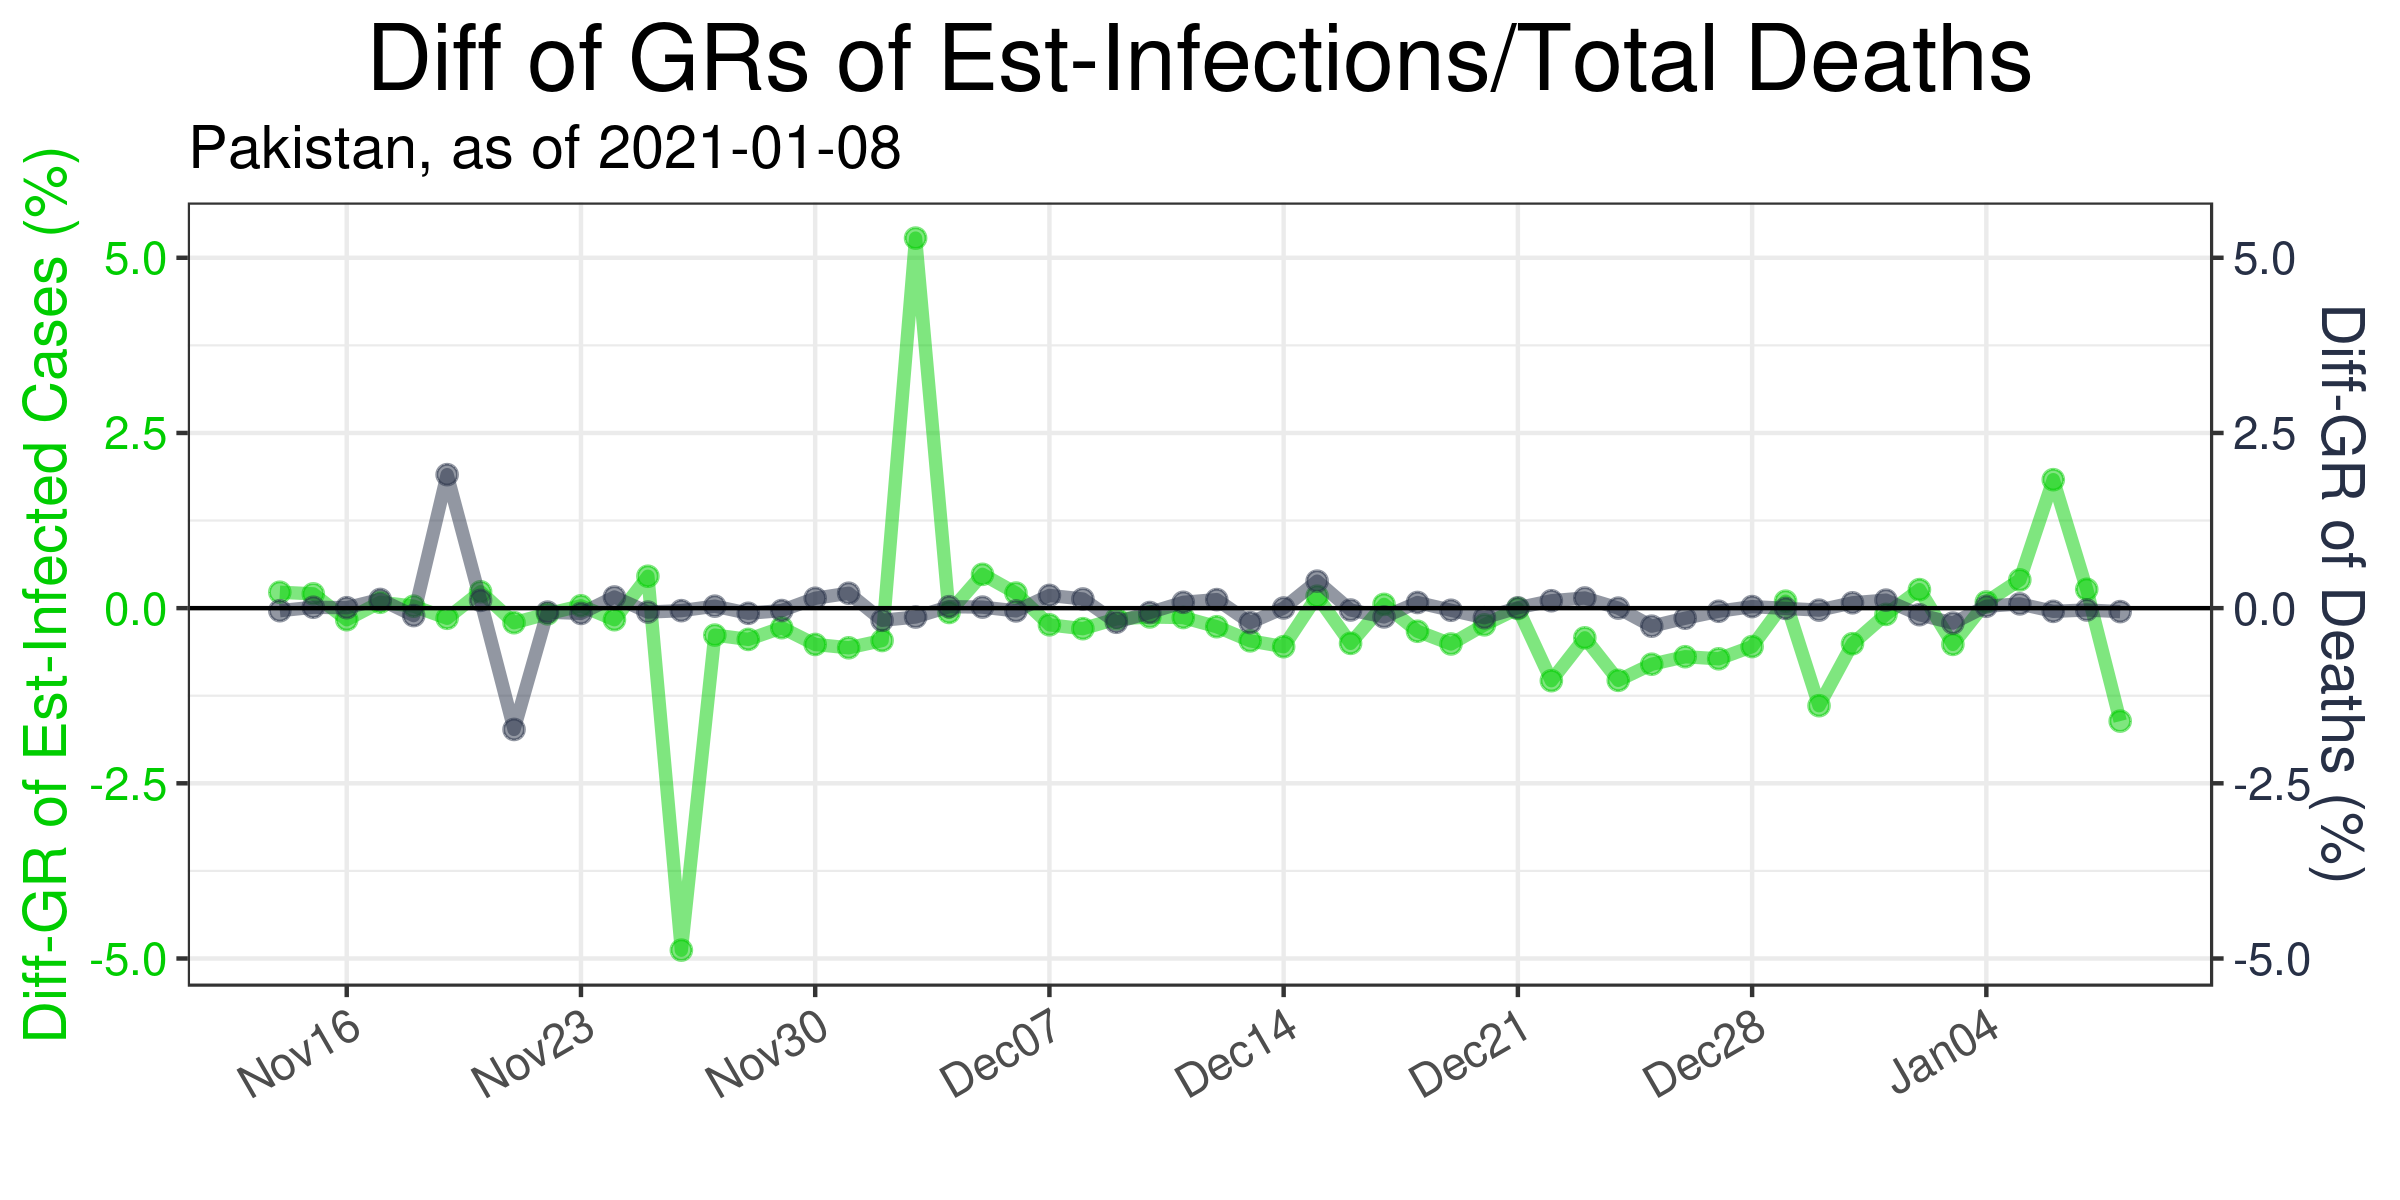 Diff of GRs of Est-Infections/Total Deaths
Pakistan, as of 2021-01-08
Diff-GR of Est-Infected Cases (%)
5.0
2.5
0.0
-2.5
-5.0
5.0
2.5
0.0
-2.5
-5.0
Diff-GR of Deaths (%)
Nov16
Nov23
Nov30
Dec07
Dec14
Dec21
Dec28
Jan04